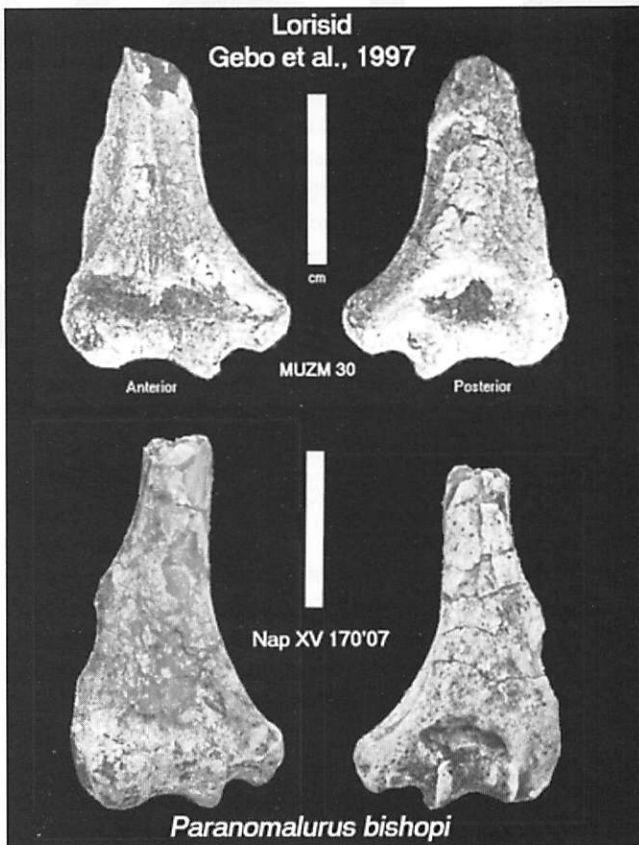 Lorisid
Gebo et al., 1997
cm
MUZM 30
Anterior
Posterior
Nap XV 170'07
Paranomalurus bishopi